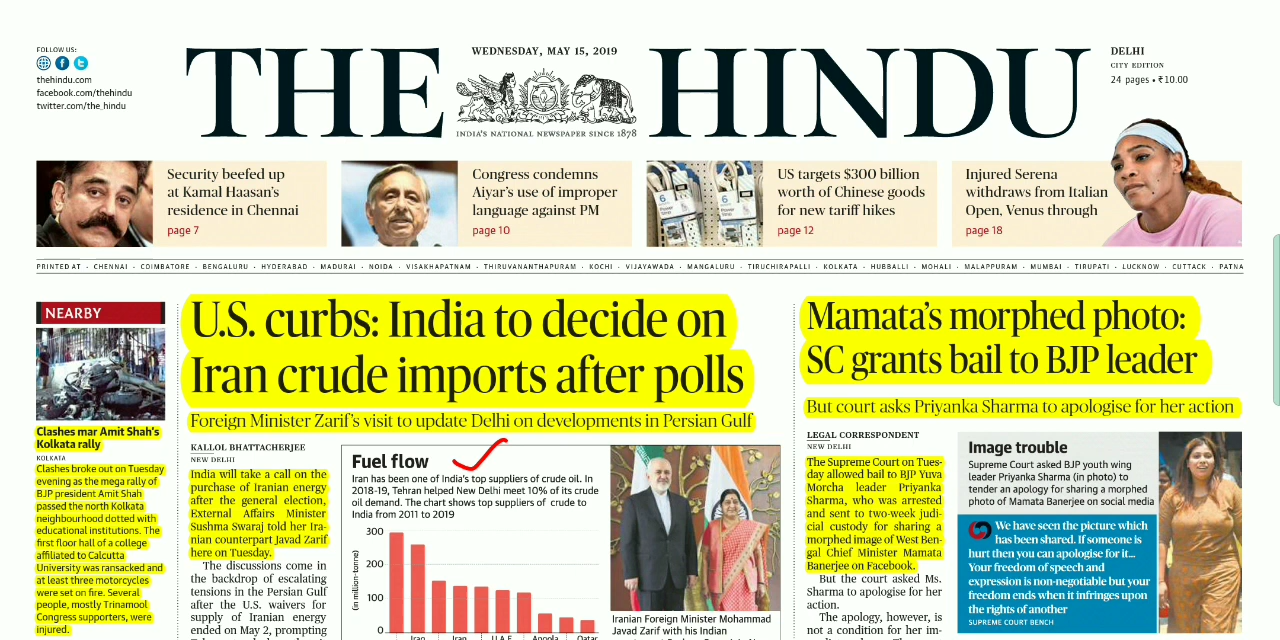 FOLLOW US:
thehindu.com
facebook.com/thehindu
twitter.com/the_hindu
THE HINDU
WEDNESDAY, MAY 15, 2019
INDIA'S NATIONAL NEWSPAPER SINCE 1878
DELHI
CITY EDITION
24 pages • ₹10.00
Security beefed up
at Kamal Haasan's
residence in Chennai
page 7
Congress condemns
Aiyar's use of improper
language against PM
page 10
US targets $300 billion
worth of Chinese goods
for new tariff hikes
page 12
Injured Serena
withdraws from Italian
Open, Venus through
page 18
PRINTED AT · CHENNAI · COIMBATORE · BENGALURU · HYDERABAD · MADURAI · NOIDA · VISAKHAPATNAM · THIRUVANANTHAPURAM · KOCHI · VIJAYAWADA · MANGALURU · TIRUCHIRAPALLI · KOLKATA · HUBBALLI · MOHALI · MALAPPURAM · MUMBAI · TIRUPATI · LUCKNOW · CUTTACK · PATNA
NEARBY
Clashes mar Amit Shah's
Kolkata rally
KOLKATA
Clashes broke out on Tuesday
evening as the mega rally of
BJP president Amit Shah
passed the north Kolkata
neighbourhood dotted with
educational institutions. The
first floor hall of a college
affiliated to Calcutta
University was ransacked and
at least three motorcycles
were set on fire. Several
people, mostly Trinamool
Congress supporters, were
injured.
U.S. curbs: India to decide on
Iran crude imports after polls
Foreign Minister Zarif's visit to update Delhi on developments in Persian Gulf
KALLOL BHATTACHERJEE
NEW DELHI
India will take a call on the
purchase of Iranian energy
after the general election,
External Affairs Minister
Sushma Swaraj told her Ira-
nian counterpart Javad Zarif
here on Tuesday.
The discussions come in
the backdrop of escalating
tensions in the Persian Gulf
after the U.S. waivers for
supply of Iranian energy
ended on May 2, prompting
Fuel flow
Iran has been one of India's top suppliers of crude oil. In
2018-19, Tehran helped New Delhi meet 10% of its crude
oil demand. The chart shows top suppliers of crude to
India from 2011 to 2019
(in million-tonne)
300
200
100
0
Iran
Angola
Qatar
Iranian Foreign Minister Mohammad
Javad Zarif with his Indian
Mamata's morphed photo:
SC grants bail to BJP leader
But court asks Priyanka Sharma to apologise for her action
LEGAL CORRESPONDENT
NEW DELHI
The Supreme Court on Tues-
day allowed bail to BJP Yuva
Morcha leader Priyanka
Sharma, who was arrested
and sent to two-week judi-
cial custody for sharing a
morphed image of West Ben-
gal Chief Minister Mamata
Banerjee on Facebook.
But the court asked Ms.
Sharma to apologise for her
action.
The apology, however, is
not a condition for her im-
Image trouble
Supreme Court asked BJP youth wing
leader Priyanka Sharma (in photo) to
tender an apology for sharing a morphed
photo of Mamata Banerjee on social media
We have seen the picture which
has been shared. If someone is
hurt then you can apologise for it...
Your freedom of speech and
expression is non-negotiable but your
freedom ends when it infringes upon
the rights of another
SUPREME COURT BENCH